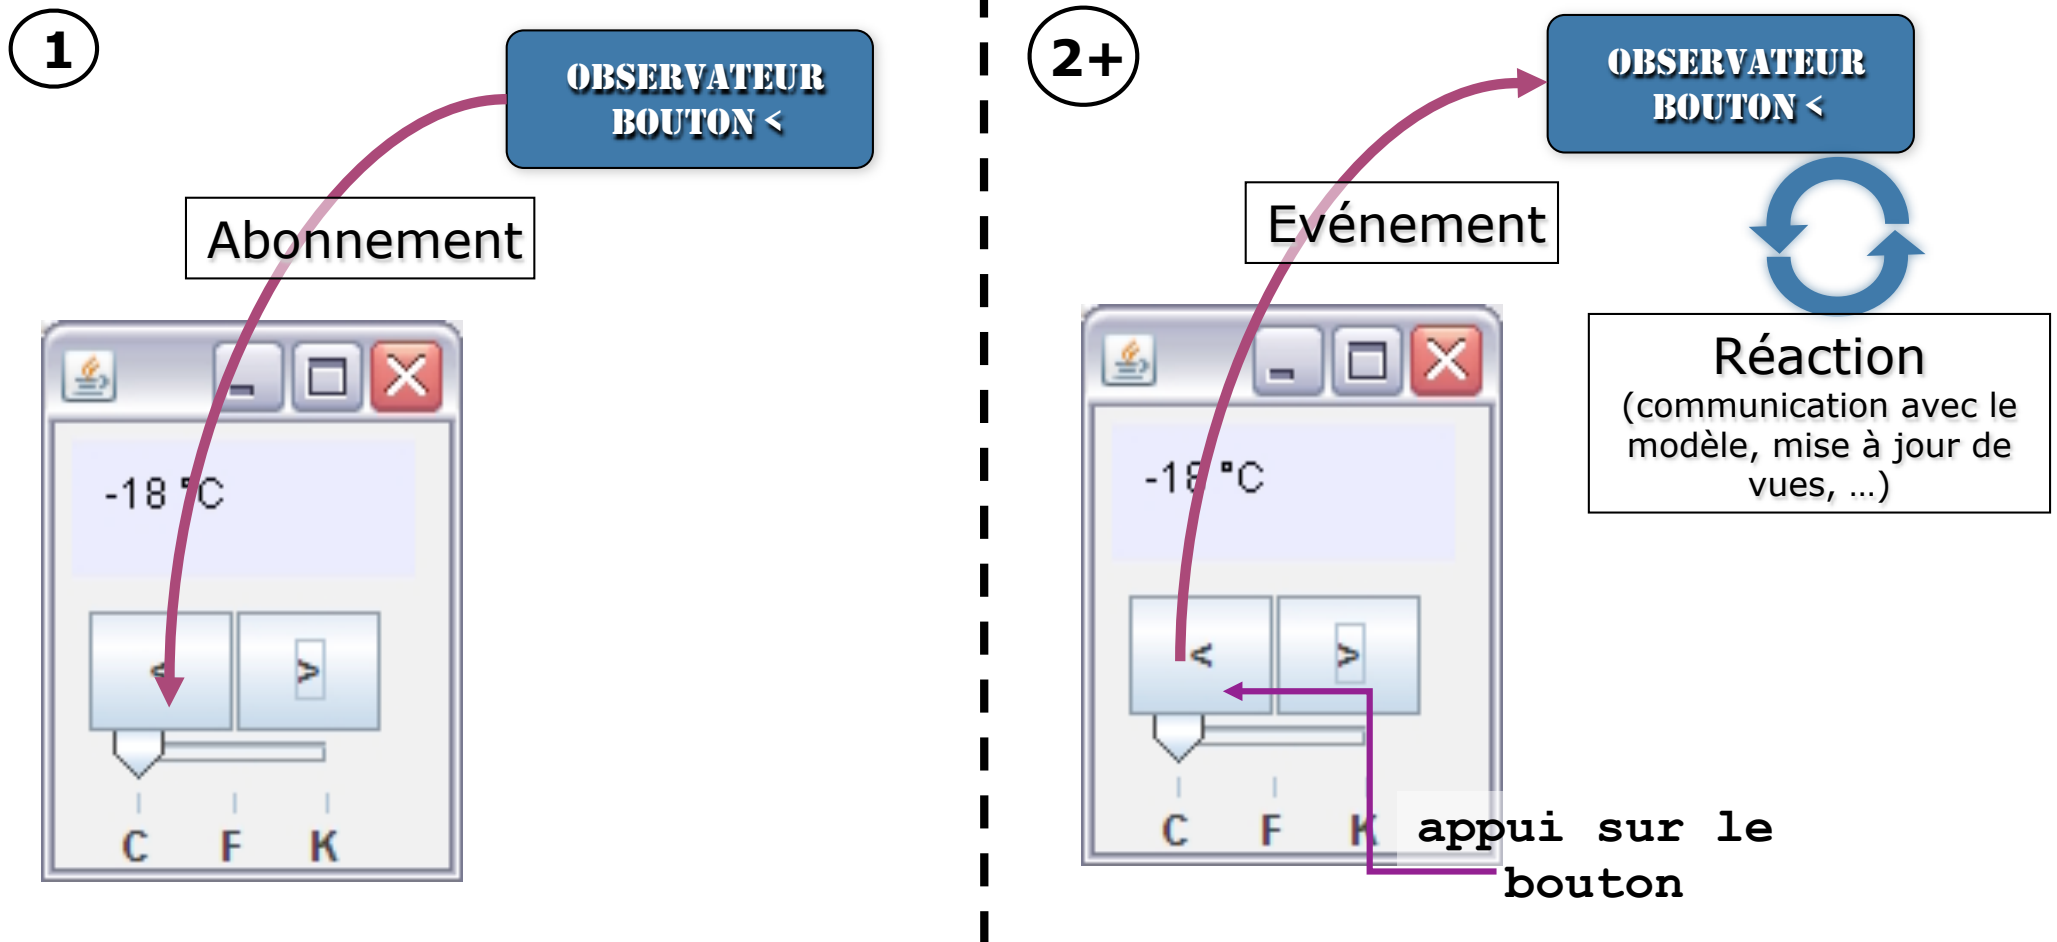 1
OBSERVATEUR
BOUTON <
Abonnement
-18 °C
<
>
C F K
2+
OBSERVATEUR
BOUTON <
Evénement
Réaction
(communication avec le
modèle, mise à jour de
vues, …)
-18 °C
<
>
C F K
appui sur le
bouton